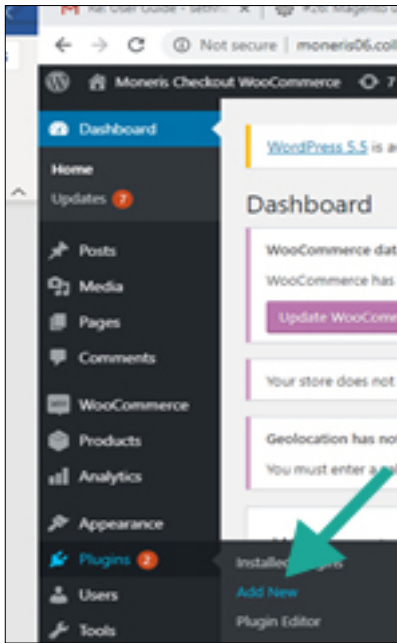 Re: User Guide -
Not secure | moneris06.col
Moneris Checkout WooCommerce 7
Dashboard
WordPress 5.5 is a
Home
Updates 7
Dashboard
Posts
WooCommerce dat
Media
WooCommerce has
Pages
Update WooComm
Comments
Your store does not
WooCommerce
Products
Geolocation has not
Analytics
You must enter a
Appearance
Plugins 2
Installed
Add New
Users
Plugin Editor
Tools